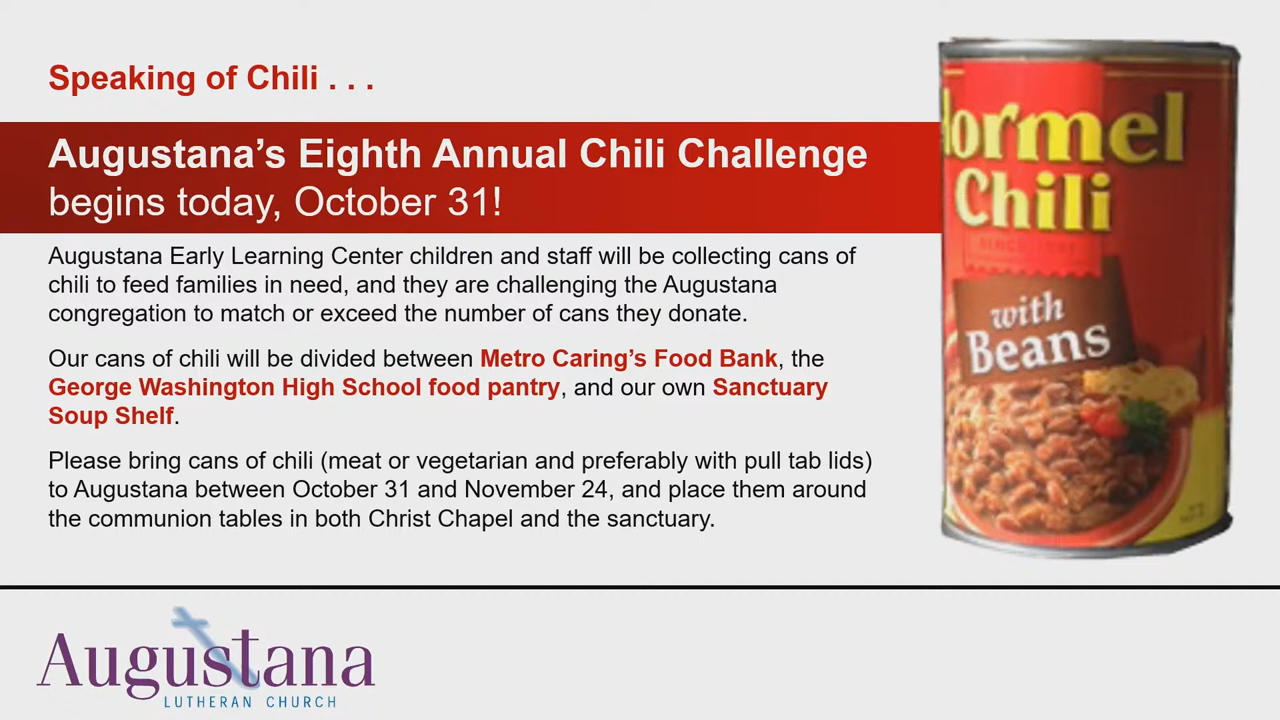 Speaking of Chili . . .
Augustana’s Eighth Annual Chili Challenge
begins today, October 31!
Augustana Early Learning Center children and staff will be collecting cans of
chili to feed families in need, and they are challenging the Augustana
congregation to match or exceed the number of cans they donate.
Our cans of chili will be divided between Metro Caring’s Food Bank, the
George Washington High School food pantry, and our own Sanctuary
Soup Shelf.
Please bring cans of chili (meat or vegetarian and preferably with pull tab lids)
to Augustana between October 31 and November 24, and place them around
the communion tables in both Christ Chapel and the sanctuary.
ormel
Chili
with
Beans
Augustana
LUTHERAN CHURCH